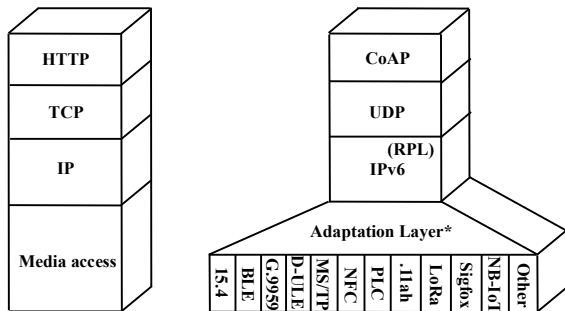 HTTP
TCP
IP
Media access
CoAP
UDP
(RPL)
IPv6
Adaptation Layer*
15.4
BLE
G.9959
D-ULE
MS/TP
NFC
PLC
.11ah
LoRa
Sigfox
NB-IoT
Other